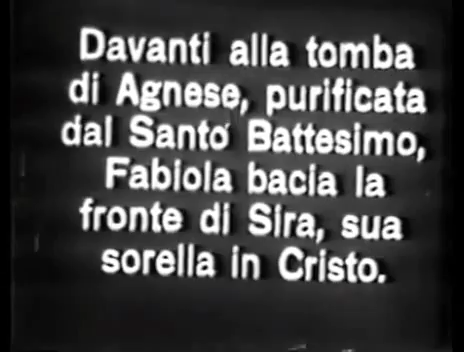 Davanti alla tomba
di Agnese, purificata
dal Santo Battesimo,
Fabiola bacia la
fronte di Sira, sua
sorella in Cristo.